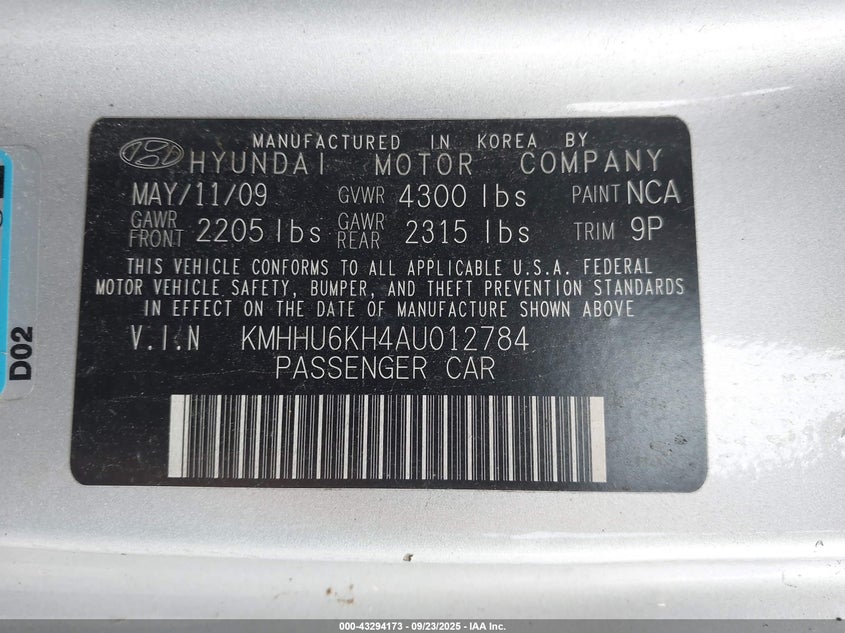 MANUFACTURED IN KOREA BY
HYUNDAI MOTOR COMPANY
MAY/11/09 GVWR 4300 lbs PAINT NCA
GAWR FRONT 2205 lbs GAWR REAR 2315 lbs TRIM 9P
THIS VEHICLE CONFORMS TO ALL APPLICABLE U.S.A. FEDERAL
MOTOR VEHICLE SAFETY, BUMPER, AND THEFT PREVENTION STANDARDS
IN EFFECT ON THE DATE OF MANUFACTURE SHOWN ABOVE
V.I.N KMHHU6KH4AU012784
PASSENGER CAR
D02
000-43294173 - 09/23/2025 - IAA Inc.